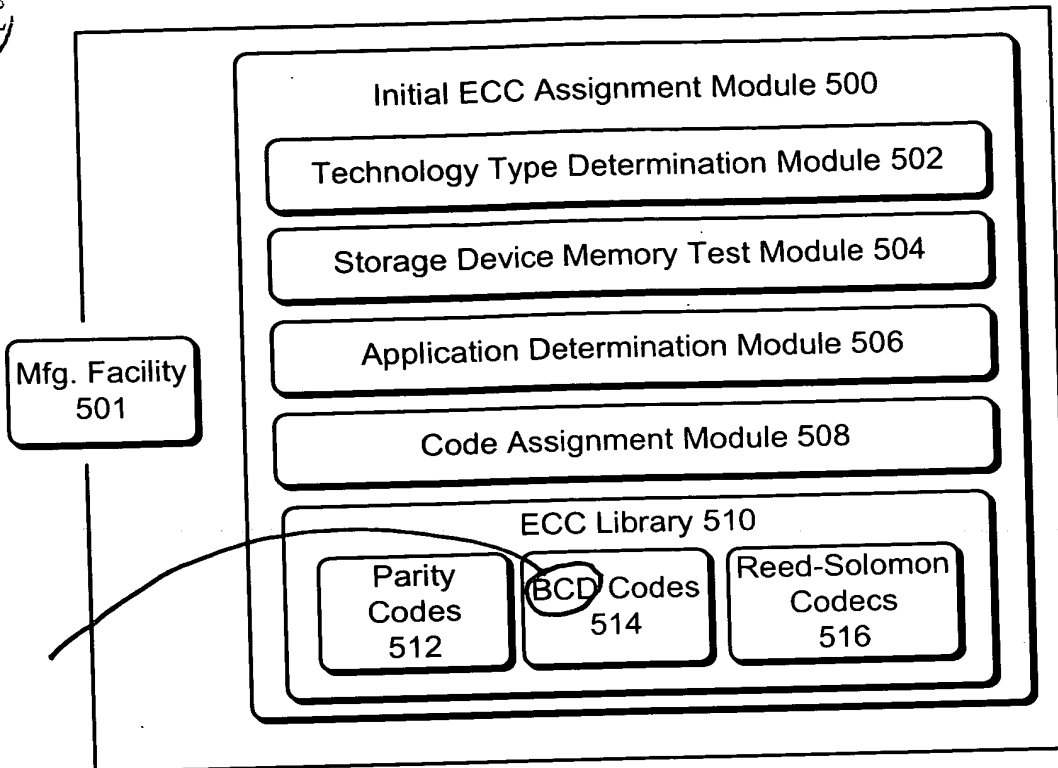 Initial ECC Assignment Module 500
Technology Type Determination Module 502
Storage Device Memory Test Module 504
Application Determination Module 506
Mfg. Facility
501
Code Assignment Module 508
ECC Library 510
Parity
Codes
512
BCD Codes
514
Reed-Solomon
Codecs
516